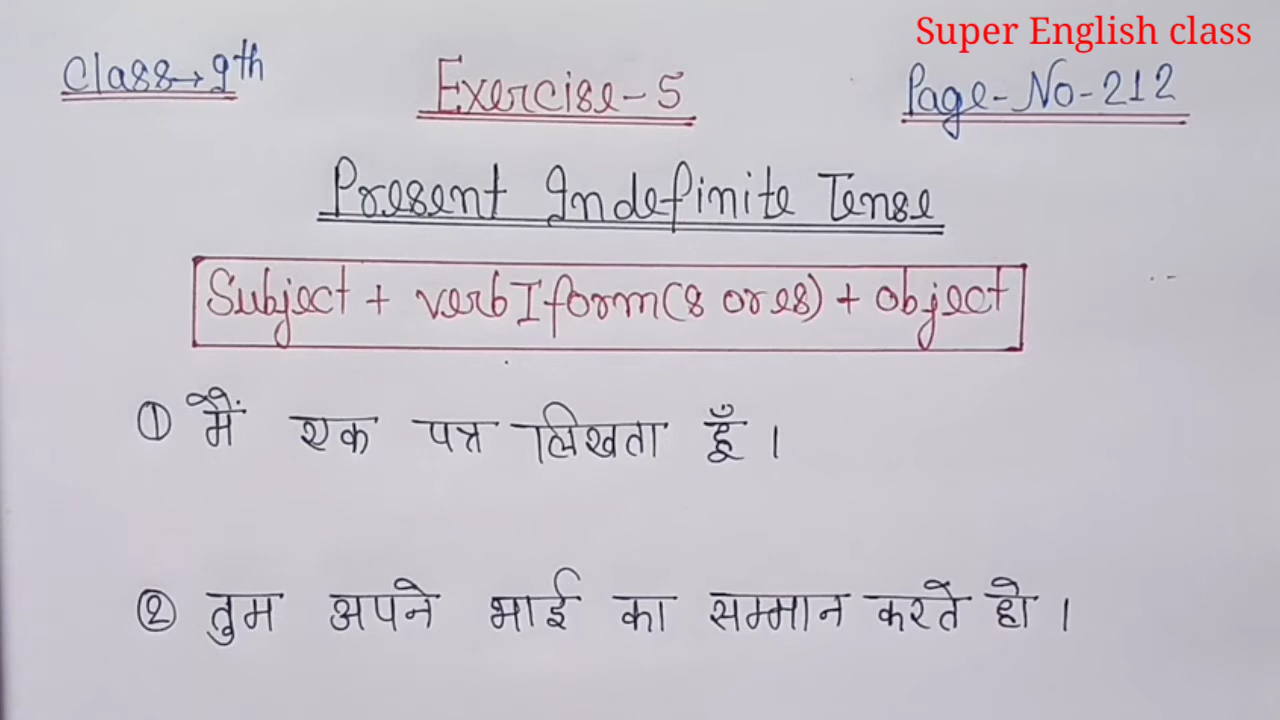 Super English class
Class→9th Exercise-5 Page-No-212
Present Indefinite Tense
Subject + verb I form (s or es) + object
① मैं एक पत्र लिखता हूँ ।
② तुम अपने भाई का सम्मान करते हो ।